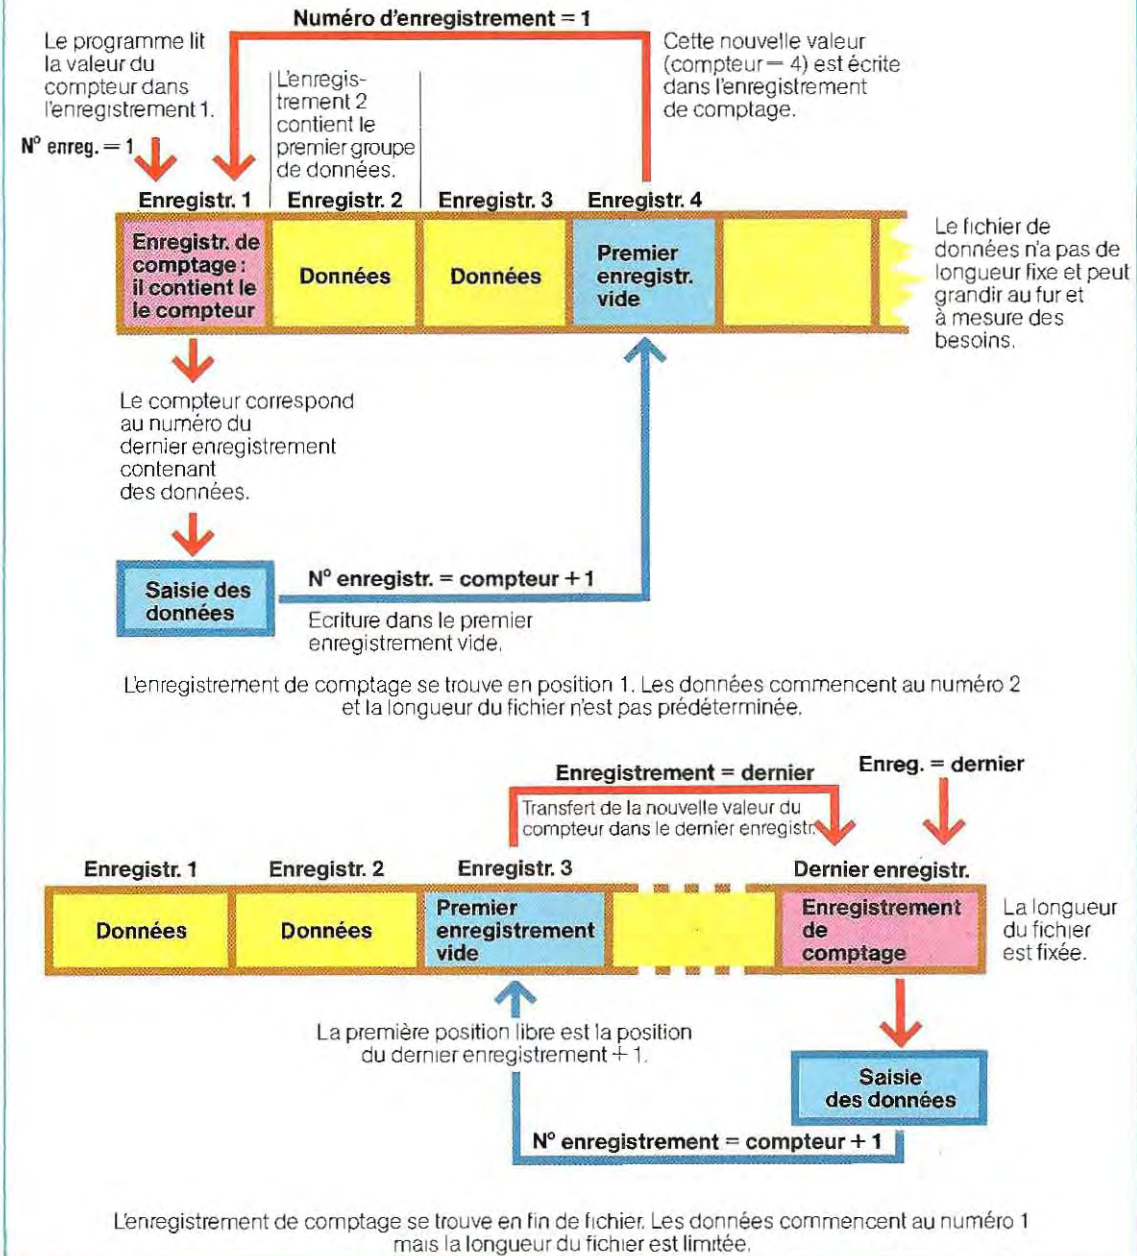 Numéro d'enregistrement = 1
Le programme lit
la valeur du
compteur dans
l'enregistrement 1.
N° enreg. = 1
L'enregis-
trement 2
contient le
premier groupe
de données.
Cette nouvelle valeur
(compteur = 4) est écrite
dans l'enregistrement
de comptage.
Enregistr. 1
Enregistr. 2
Enregistr. 3
Enregistr. 4
Enregistr. de
comptage :
il contient le
le compteur
Données
Données
Premier
enregistr.
vide
Le fichier de
données n'a pas de
longueur fixe et peut
grandir au fur et
à mesure des
besoins.
Le compteur correspond
au numéro du
dernier enregistrement
contenant
des données.
Saisie des
données
N° enregistr. = compteur + 1
Ecriture dans le premier
enregistrement vide.
L'enregistrement de comptage se trouve en position 1. Les données commencent au numéro 2
et la longueur du fichier n'est pas prédéterminée.
Enregistrement = dernier
Enreg. = dernier
Transfert de la nouvelle valeur du
compteur dans le dernier enregistr.
Enregistr. 1
Enregistr. 2
Enregistr. 3
Dernier enregistr.
Données
Données
Premier
enregistrement
vide
Enregistrement
de
comptage
La longueur
du fichier
est fixée.
La première position libre est la position
du dernier enregistrement + 1.
Saisie
des données
N° enregistrement = compteur + 1
L'enregistrement de comptage se trouve en fin de fichier. Les données commencent au numéro 1
mais la longueur du fichier est limitée.